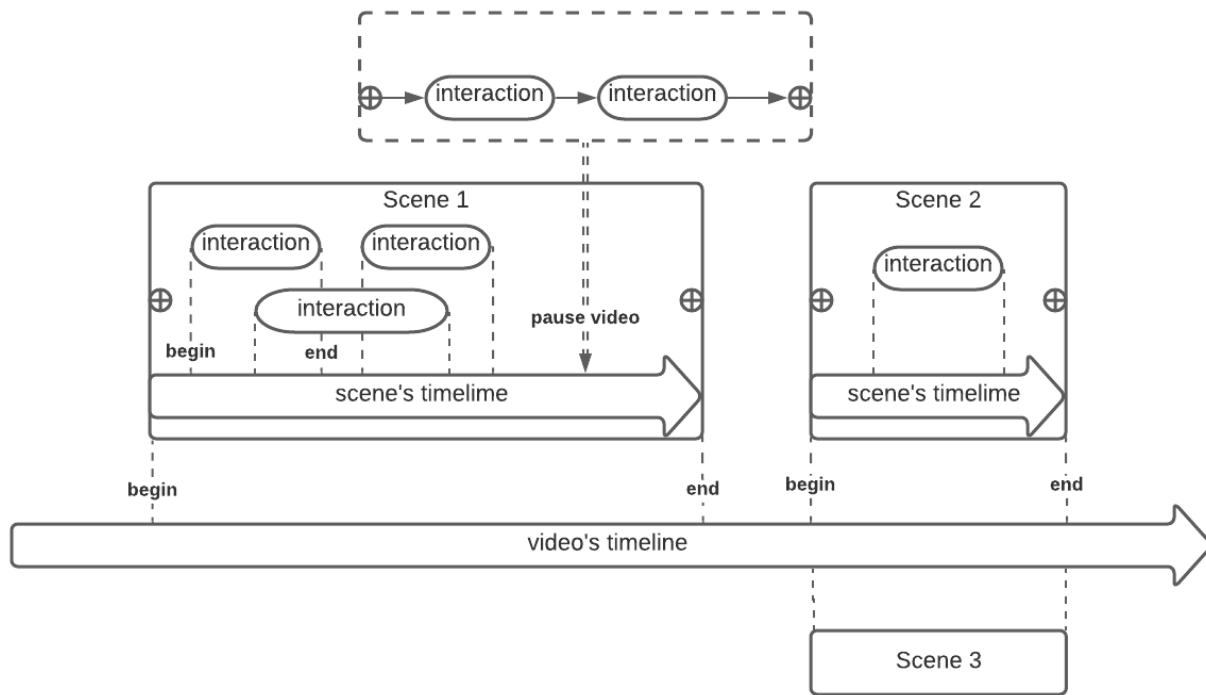 interaction
interaction
Scene 1
Scene 2
interaction
interaction
interaction
interaction
pause video
begin
end
scene's timelime
scene's timeline
begin
end
begin
end
video's timeline
Scene 3